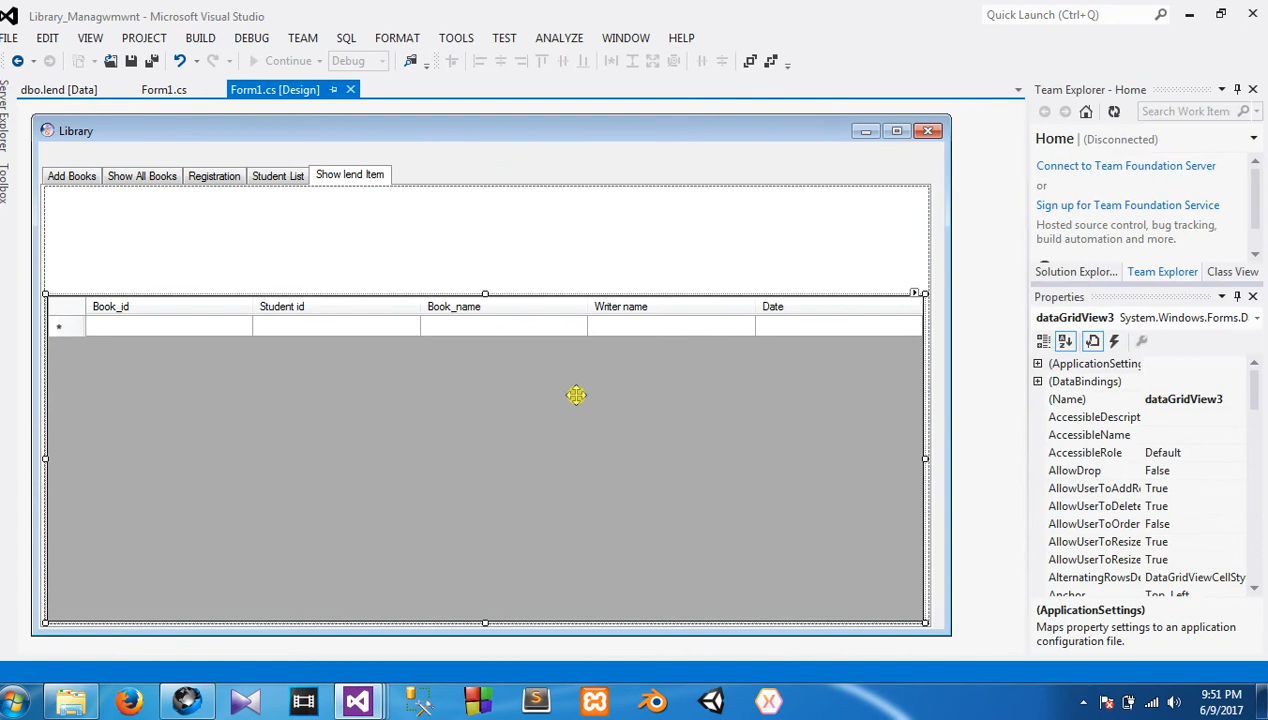 Library_Managwmwnt - Microsoft Visual Studio
Quick Launch (Ctrl+Q)
FILE EDIT VIEW PROJECT BUILD DEBUG TEAM SQL FORMAT TOOLS TEST ANALYZE WINDOW HELP
Continue Debug
dbo.lend [Data] Form1.cs Form1.cs [Design]
Server Explorer
Toolbox
Library
Add Books Show All Books Registration Student List Show lend Item
Book_id Student id Book_name Writer name Date
*
Team Explorer - Home
Search Work Item
Home | (Disconnected)
Connect to Team Foundation Server
or
Sign up for Team Foundation Service
Hosted source control, bug tracking,
build automation and more.
Solution Explor... Team Explorer Class View
Properties
dataGridView3 System.Windows.Forms.D
(ApplicationSetting
(DataBindings)
(Name) dataGridView3
AccessibleDescript
AccessibleName
AccessibleRole Default
AllowDrop False
AllowUserToAddR True
AllowUserToDelete True
AllowUserToOrder False
AllowUserToResize True
AllowUserToResize True
AlternatingRowsDe DataGridViewCellSty
Anchor Top, Left
(ApplicationSettings)
Maps property settings to an application
configuration file.
9:51 PM
6/9/2017